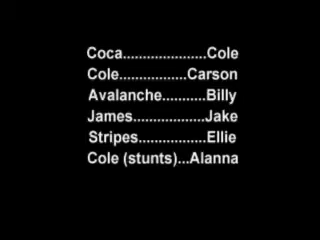 Coca.....................Cole
Cole.................Carson
Avalanche...........Billy
James..................Jake
Stripes.................Ellie
Cole (stunts)...Alanna